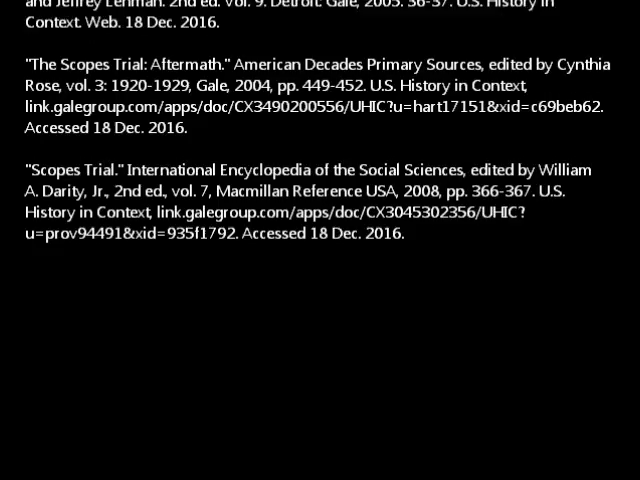 and Jeffrey Lehman. 2nd ed. Vol. 9. Detroit: Gale, 2005. 36-37. U.S. History in
Context. Web. 18 Dec. 2016.
"The Scopes Trial: Aftermath." American Decades Primary Sources, edited by Cynthia
Rose, vol. 3: 1920-1929, Gale, 2004, pp. 449-452. U.S. History in Context,
link.galegroup.com/apps/doc/CX3490200556/UHIC?u=hart17151&xid=c69beb62.
Accessed 18 Dec. 2016.
"Scopes Trial." International Encyclopedia of the Social Sciences, edited by William
A. Darity, Jr., 2nd ed., vol. 7, Macmillan Reference USA, 2008, pp. 366-367. U.S.
History in Context, link.galegroup.com/apps/doc/CX3045302356/UHIC?
u=prov94491&xid=935f1792. Accessed 18 Dec. 2016.